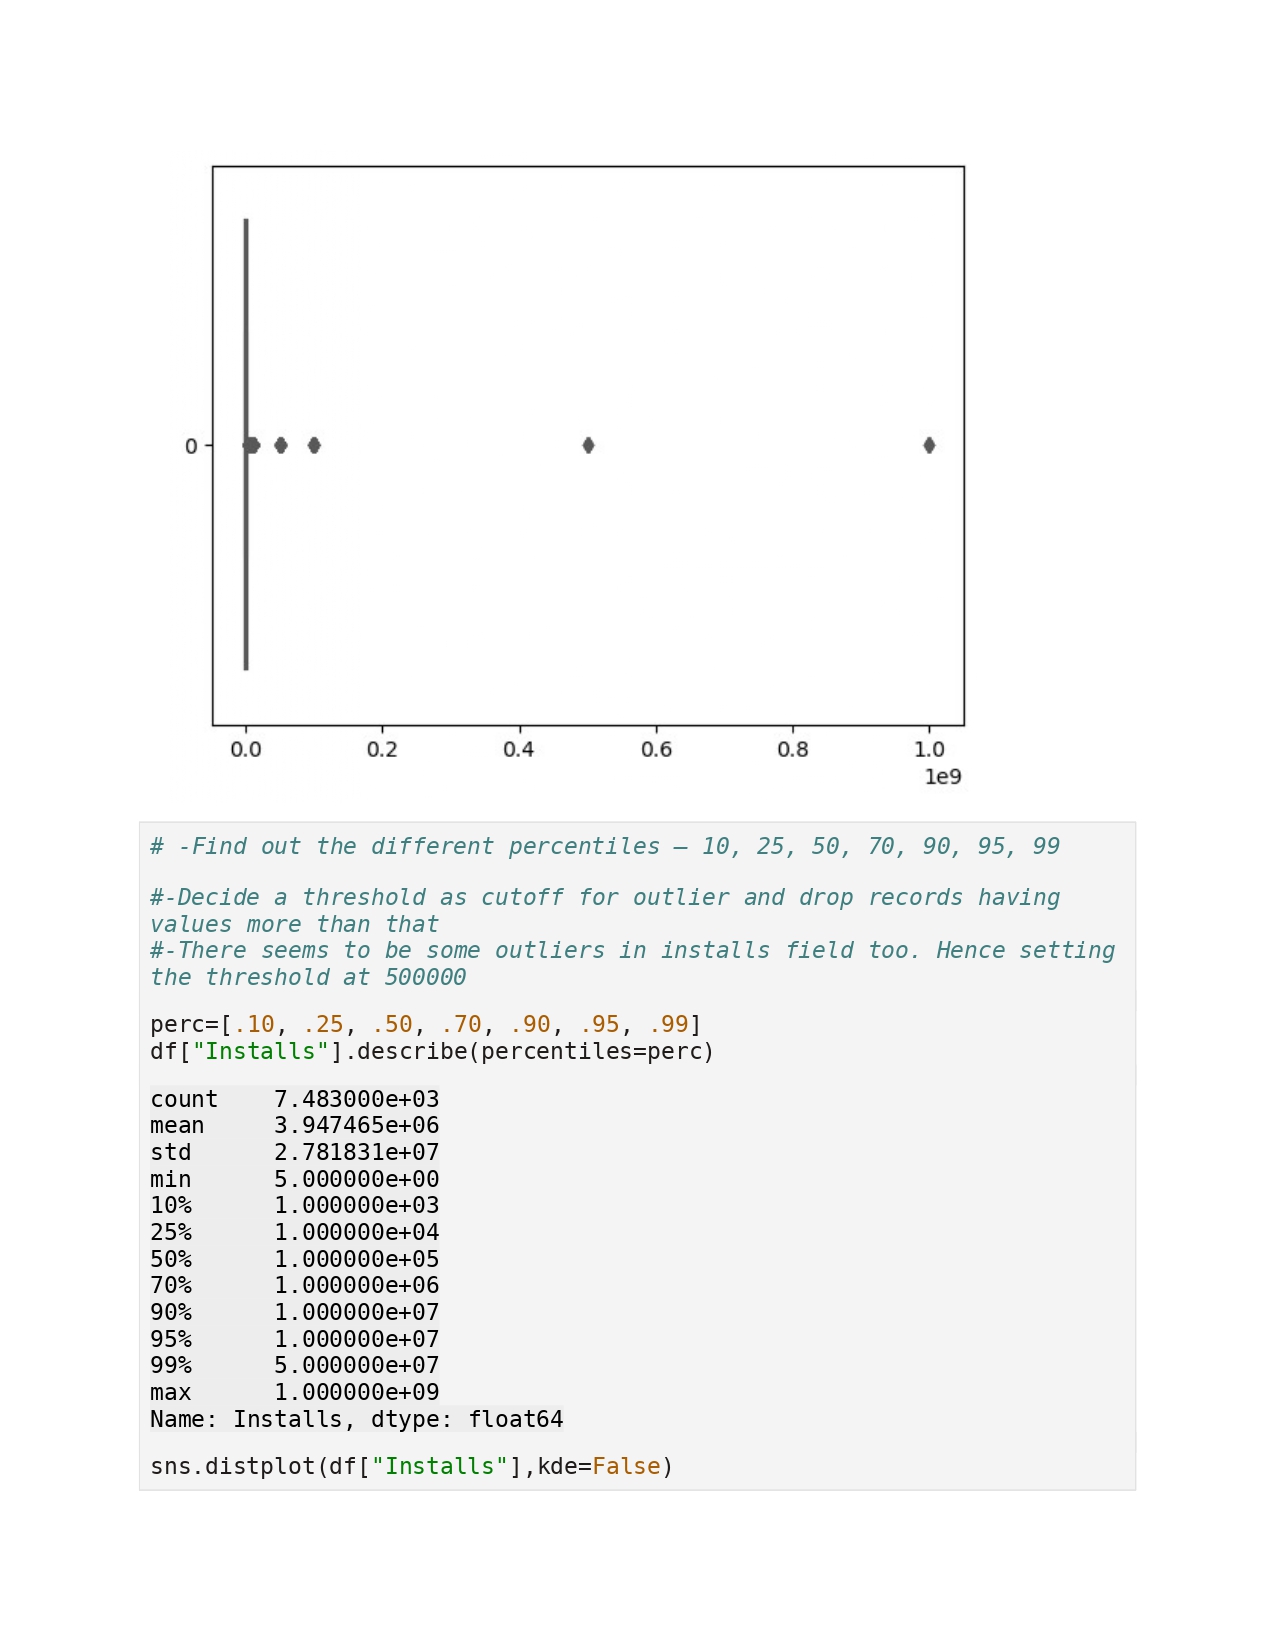 0
0.0 0.2 0.4 0.6 0.8 1.0
1e9
# -Find out the different percentiles – 10, 25, 50, 70, 90, 95, 99
#-Decide a threshold as cutoff for outlier and drop records having
values more than that
#-There seems to be some outliers in installs field too. Hence setting
the threshold at 500000
perc=[.10, .25, .50, .70, .90, .95, .99]
df["Installs"].describe(percentiles=perc)
count    7.483000e+03
mean     3.947465e+06
std      2.781831e+07
min      5.000000e+00
10%      1.000000e+03
25%      1.000000e+04
50%      1.000000e+05
70%      1.000000e+06
90%      1.000000e+07
95%      1.000000e+07
99%      5.000000e+07
max      1.000000e+09
Name: Installs, dtype: float64
sns.distplot(df["Installs"],kde=False)